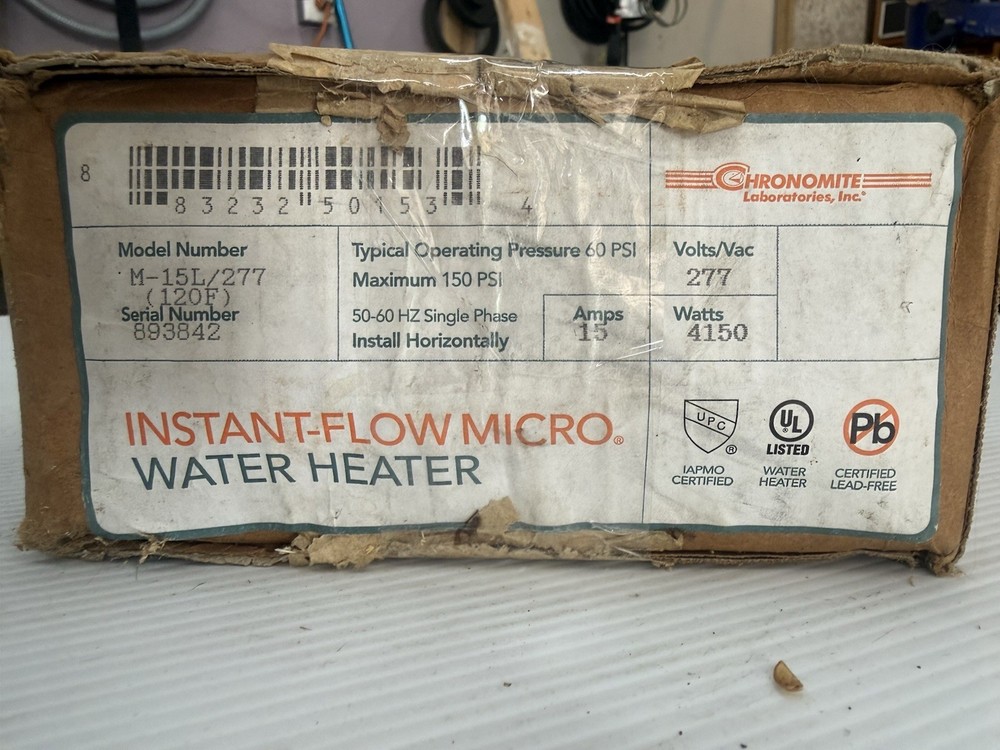 8 83232 50153 4
CHRONOMITE
Laboratories, Inc.®
Model Number
M-15L/277
(120F)
Serial Number
893842
Typical Operating Pressure 60 PSI
Maximum 150 PSI
50-60 HZ Single Phase
Install Horizontally
Amps
15
Volts/Vac
277
Watts
4150
INSTANT-FLOW MICRO®
WATER HEATER
UPC
®
IAPMO
CERTIFIED
UL
®
LISTED
WATER
HEATER
Pb
CERTIFIED
LEAD-FREE